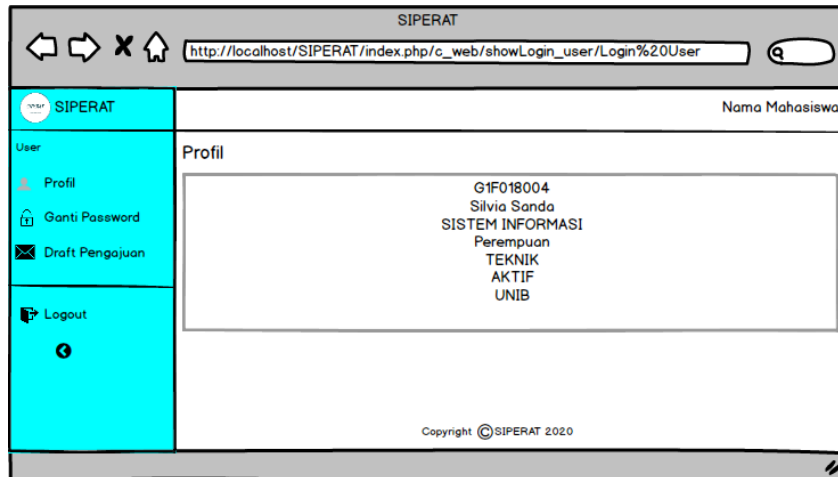 SIPERAT
http://localhost/SIPERAT/index.php/c_web/showLogin_user/Login%20User
SIPERAT
Nama Mahasiswa
User
Profil
Ganti Password
Draft Pengajuan
Logout
Profil
G1F018004
Silvia Sanda
SISTEM INFORMASI
Perempuan
TEKNIK
AKTIF
UNIB
Copyright ©SIPERAT 2020